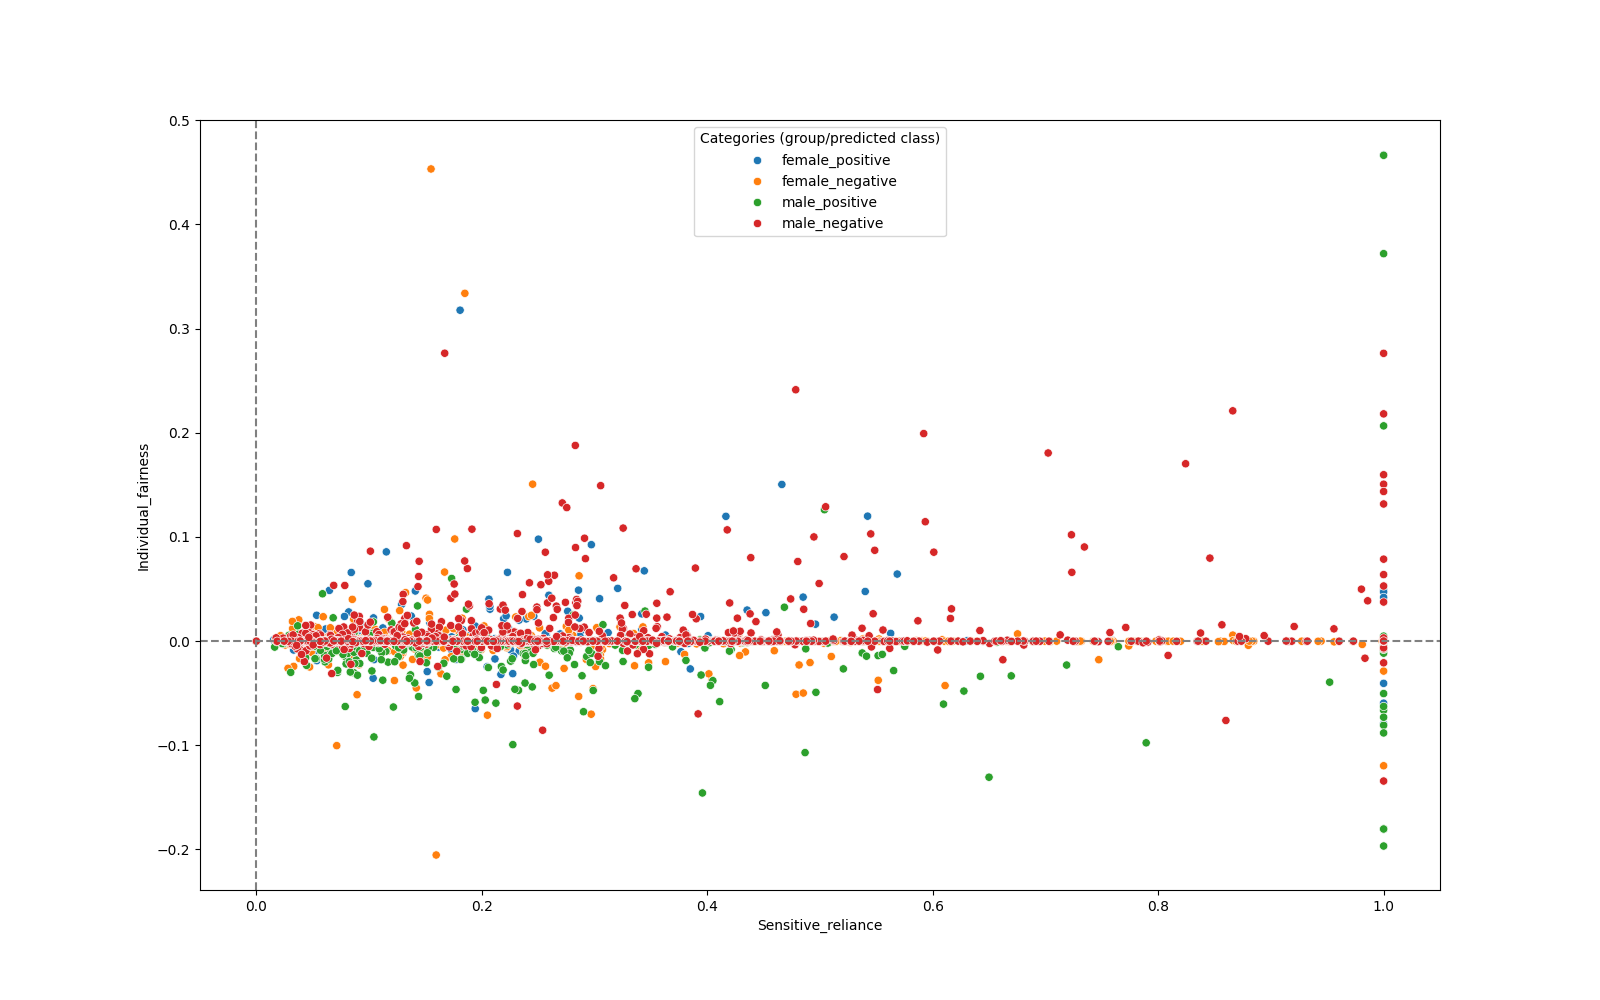 0.5
0.4
0.3
0.2
0.1
0.0
−0.1
−0.2
Individual_fairness
Categories (group/predicted class)
female_positive
female_negative
male_positive
male_negative
0.0 0.2 0.4 0.6 0.8 1.0
Sensitive_reliance